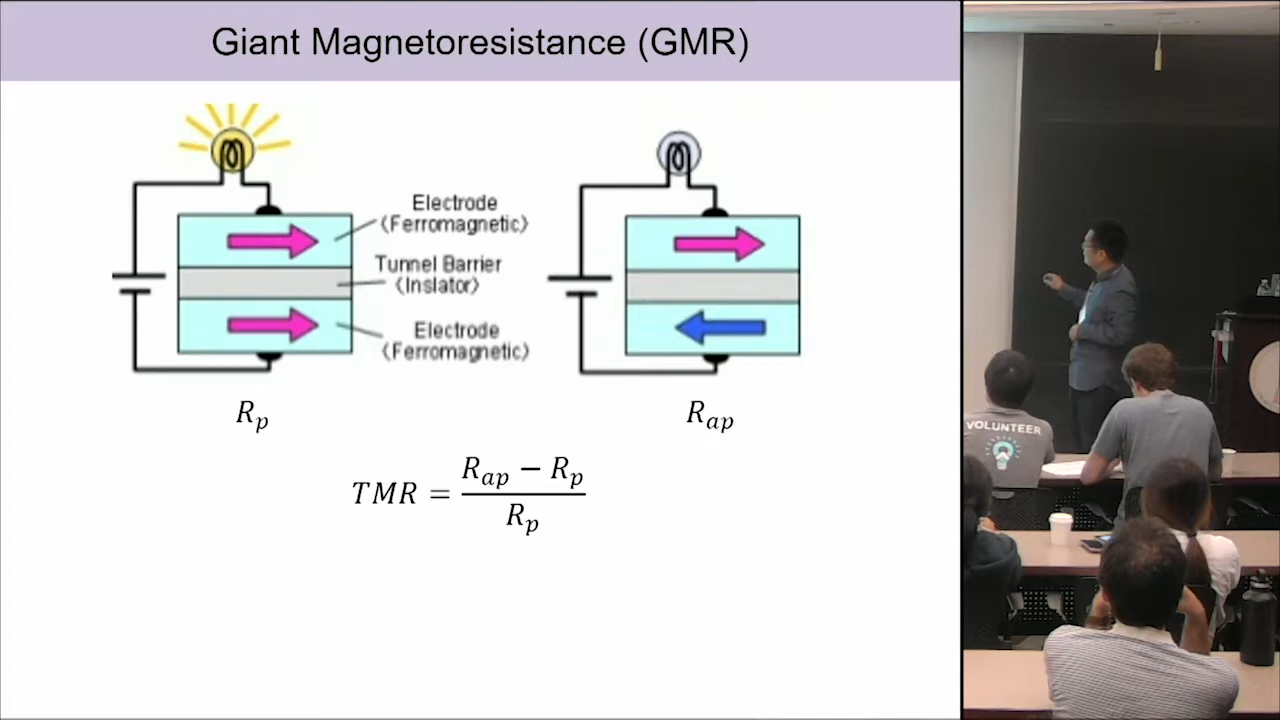 Giant Magnetoresistance (GMR)
Electrode
(Ferromagnetic)
Tunnel Barrier
(Inslator)
Electrode
(Ferromagnetic)
R_p
R_ap
TMR = (R_ap − R_p) / R_p
VOLUNTEER